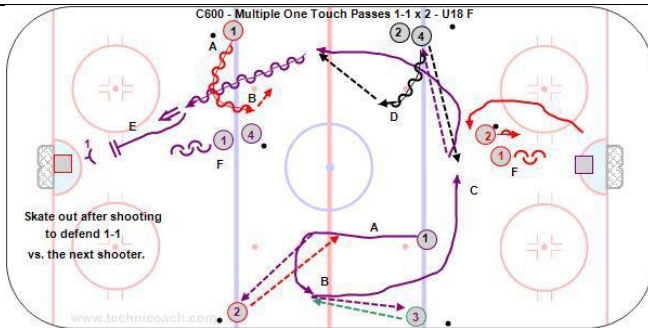 C600 - Multiple One Touch Passes 1-1 x 2 - U18 F
A
1
2
4
B
D
E
1
1
4
F
2
1
F
C
Skate out after shooting
to defend 1-1
vs. the next shooter.
A
1
B
2
3
www.technicoach.com